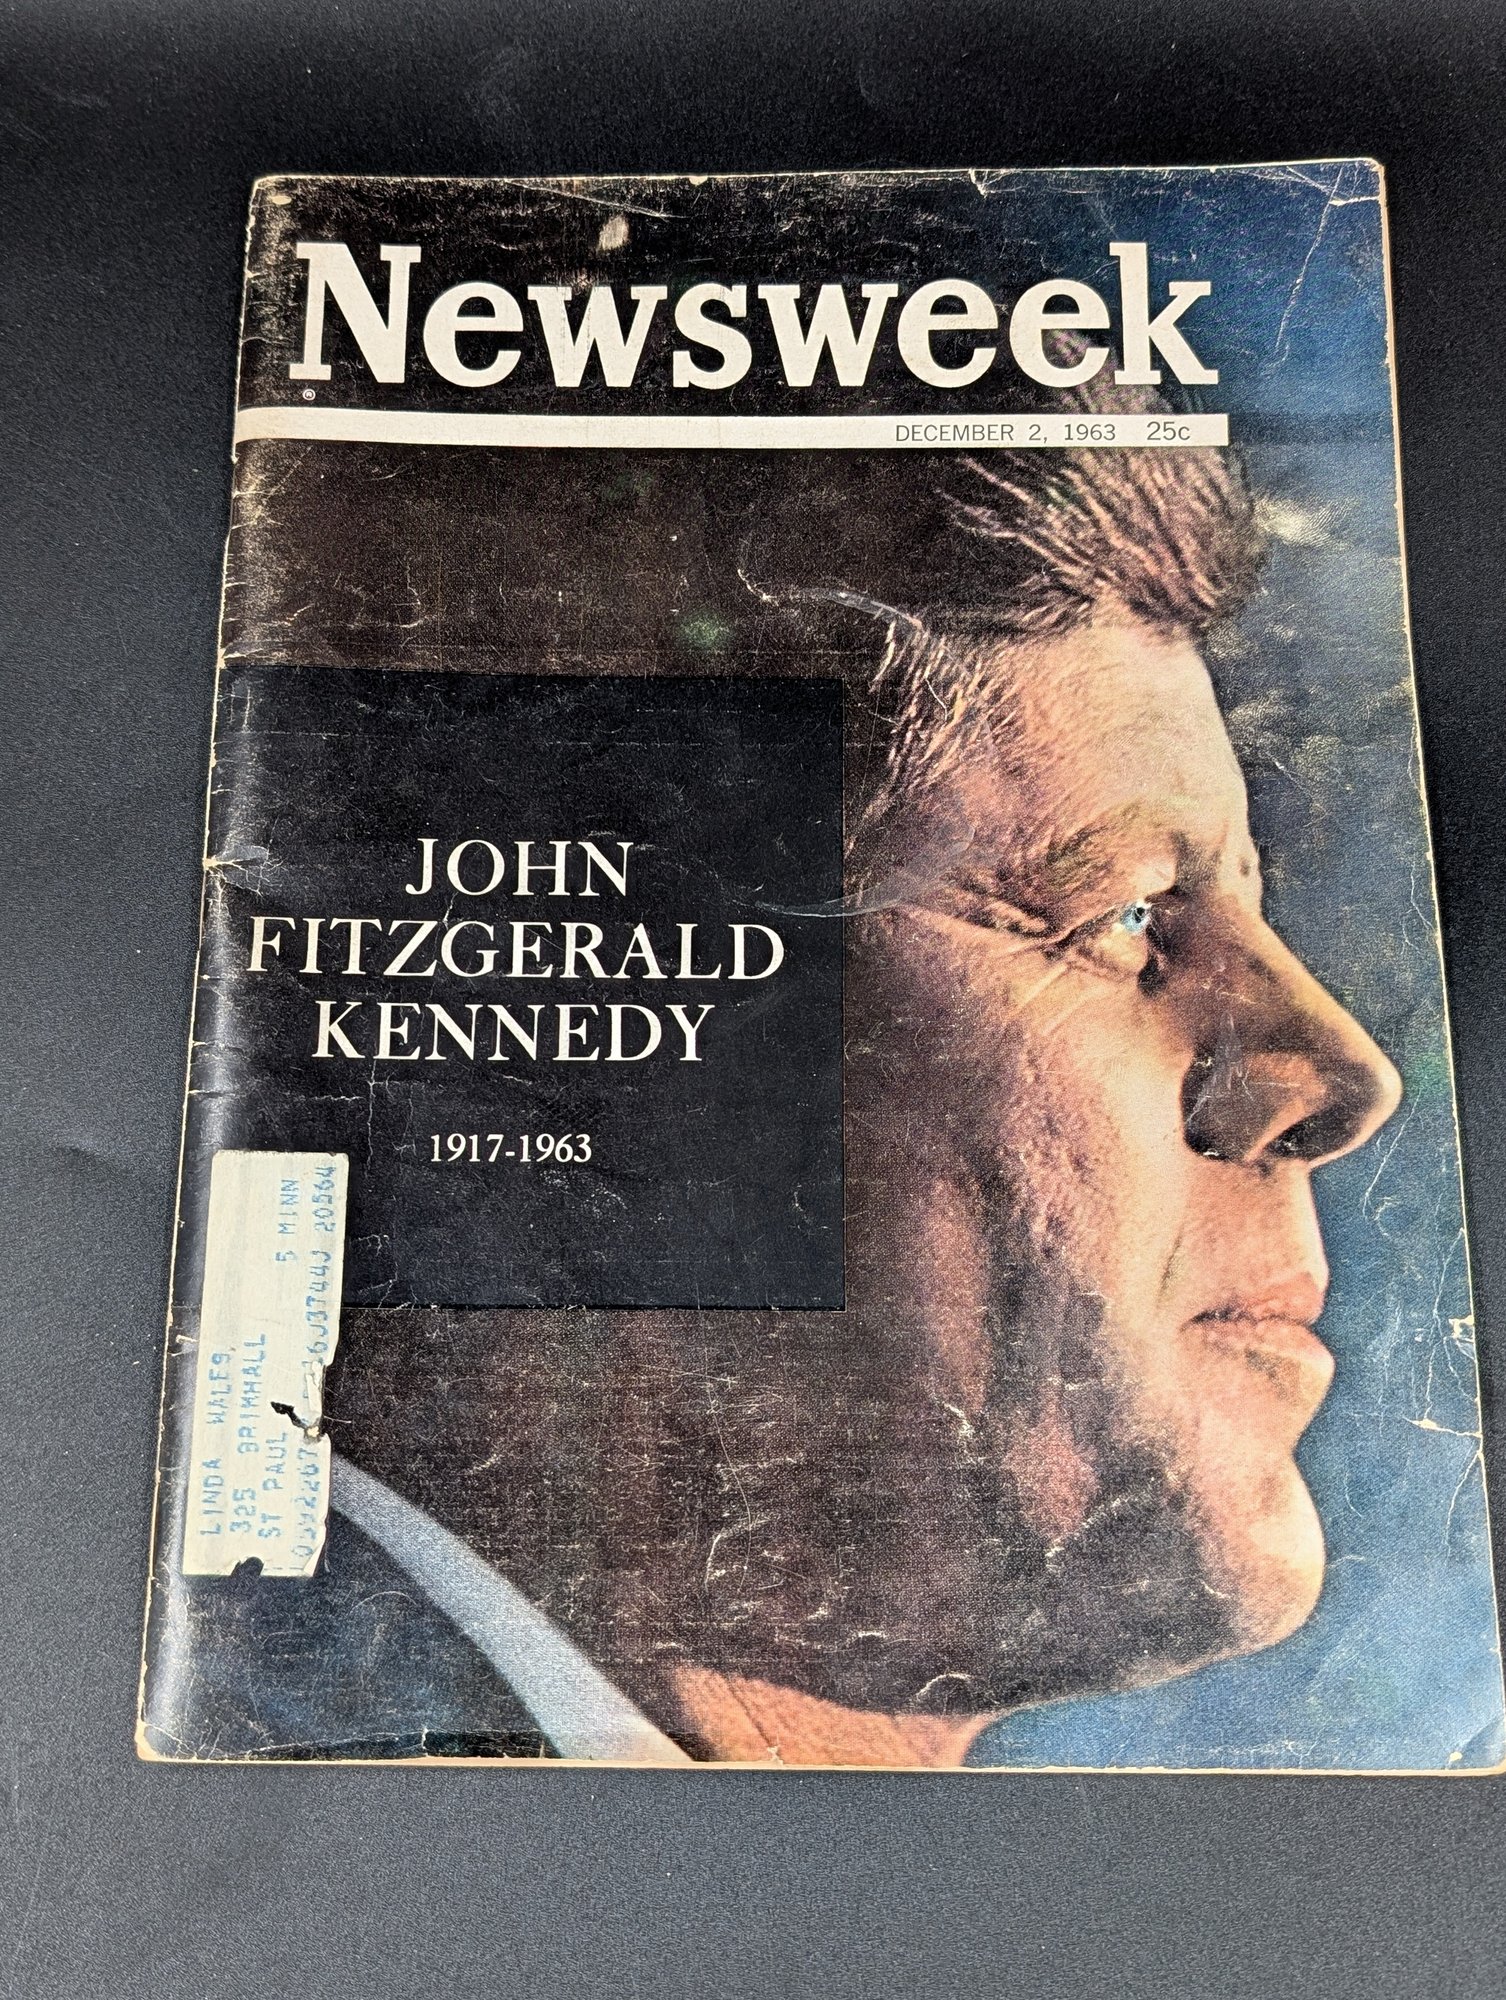 Newsweek
®
DECEMBER 2, 1963 25c
JOHN
FITZGERALD
KENNEDY
1917-1963
5 MINN
LINDA WALES,
325 BRIMHALL
ST PAUL